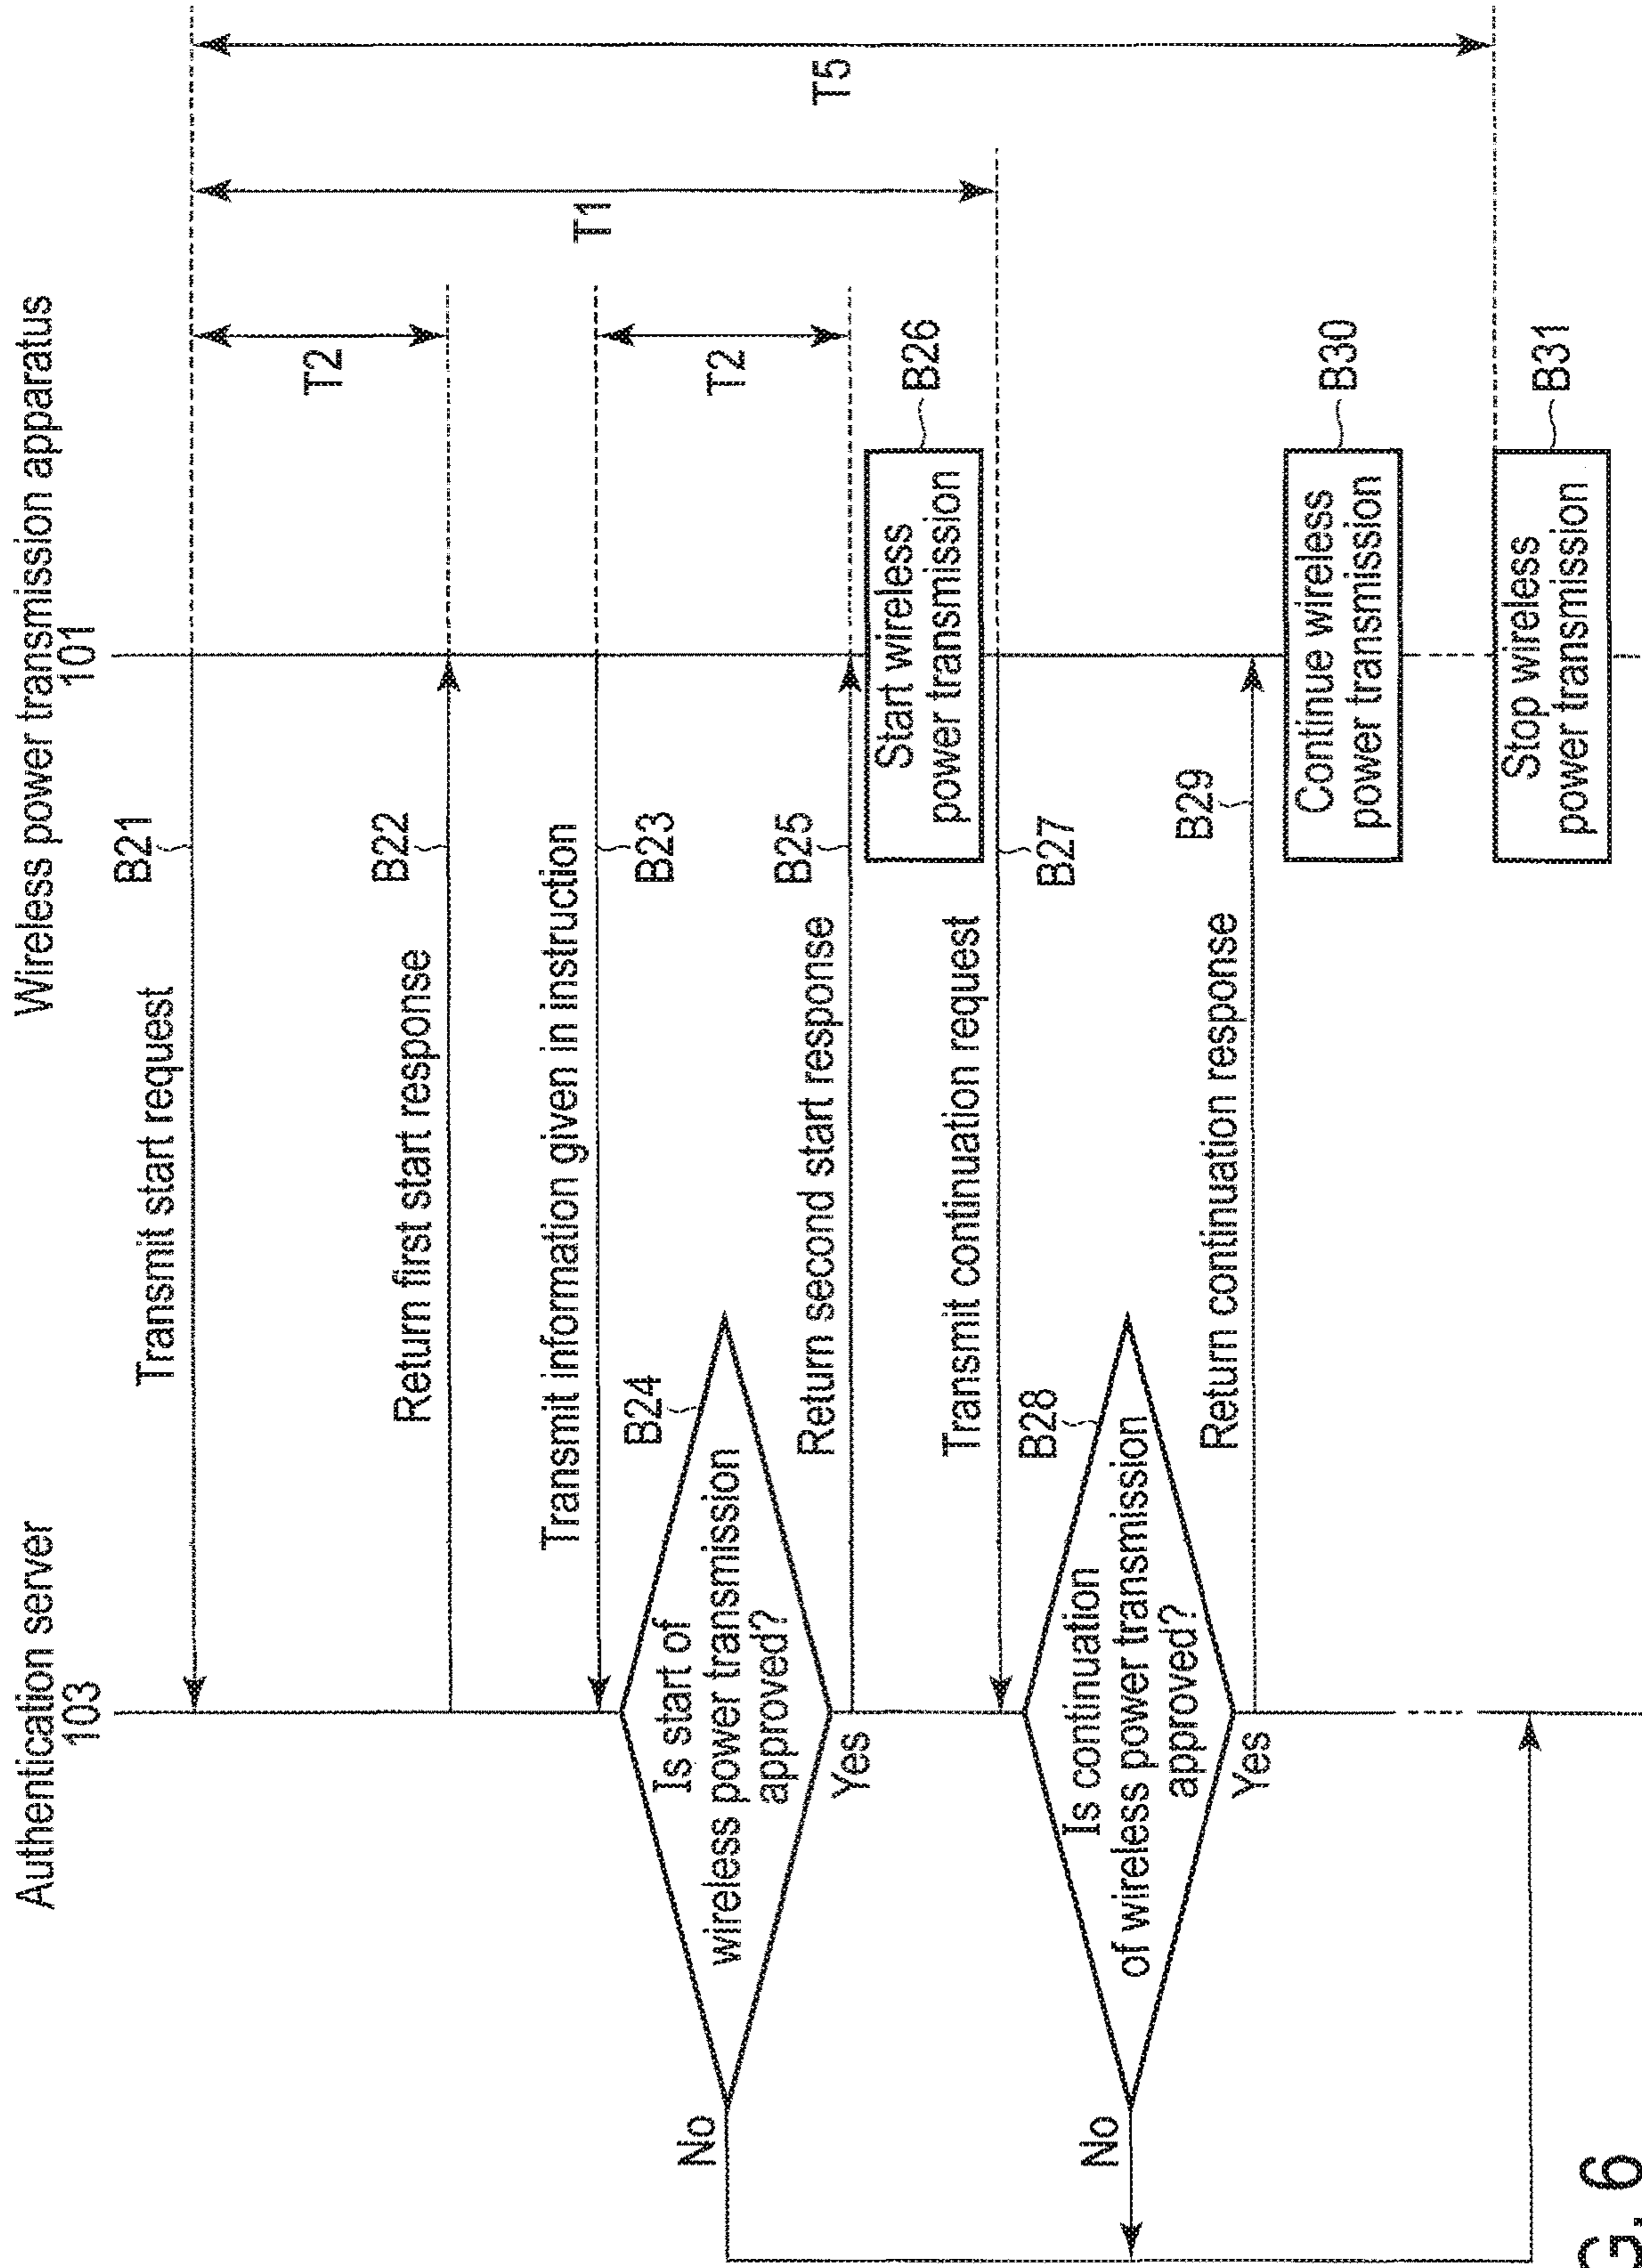 Authentication server
103
Wireless power transmission apparatus
101
Transmit start request
B21
T2
Return first start response
B22
T1
T5
Transmit information given in instruction
B23
B24
Is start of
wireless power transmission
approved?
No
Yes
T2
Return second start response
B25
Start wireless
power transmission
B26
Transmit continuation request
B27
B28
Is continuation
of wireless power transmission
approved?
No
Yes
Return continuation response
B29
Continue wireless
power transmission
B30
Stop wireless
power transmission
B31
G. 6